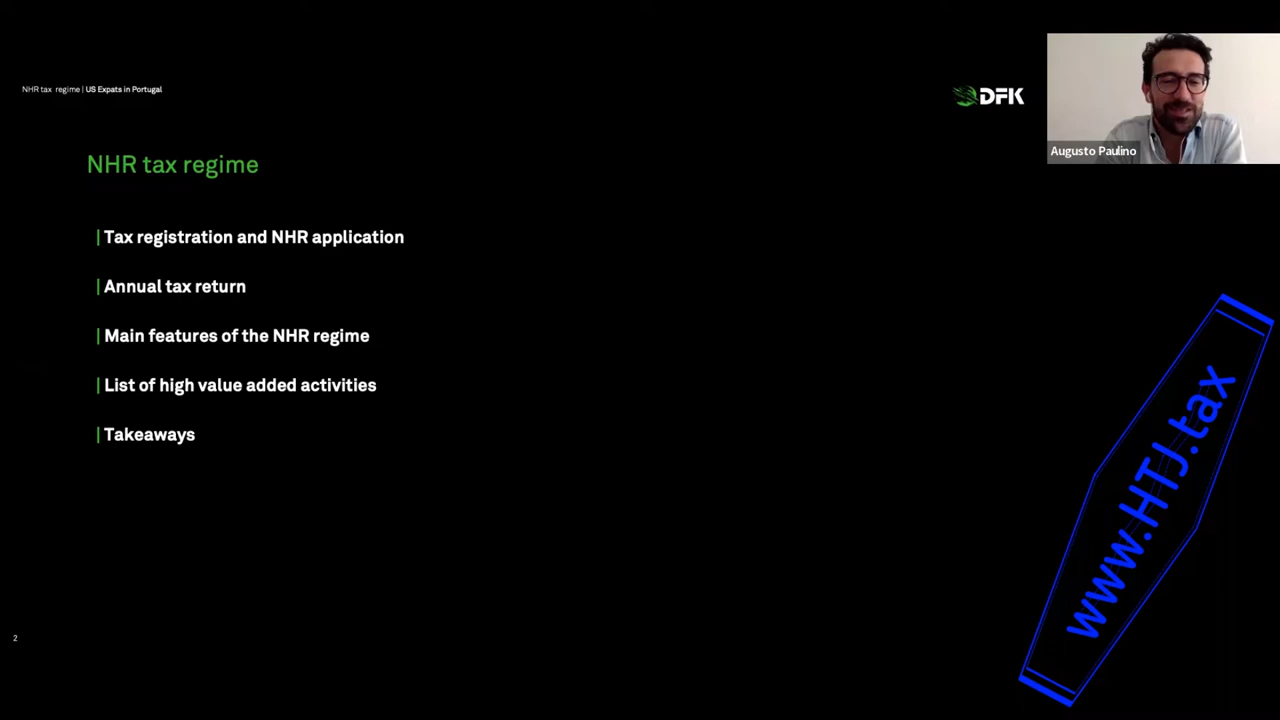 NHR tax regime | US Expats in Portugal
DFK
Augusto Paulino
NHR tax regime
| Tax registration and NHR application
| Annual tax return
| Main features of the NHR regime
| List of high value added activities
| Takeaways
www.HTJ.tax
2